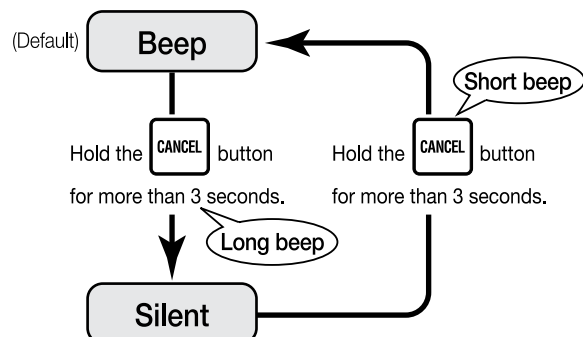 (Default) Beep
Short beep
Hold the CANCEL button
for more than 3 seconds.
Long beep
Hold the CANCEL button
for more than 3 seconds.
Silent